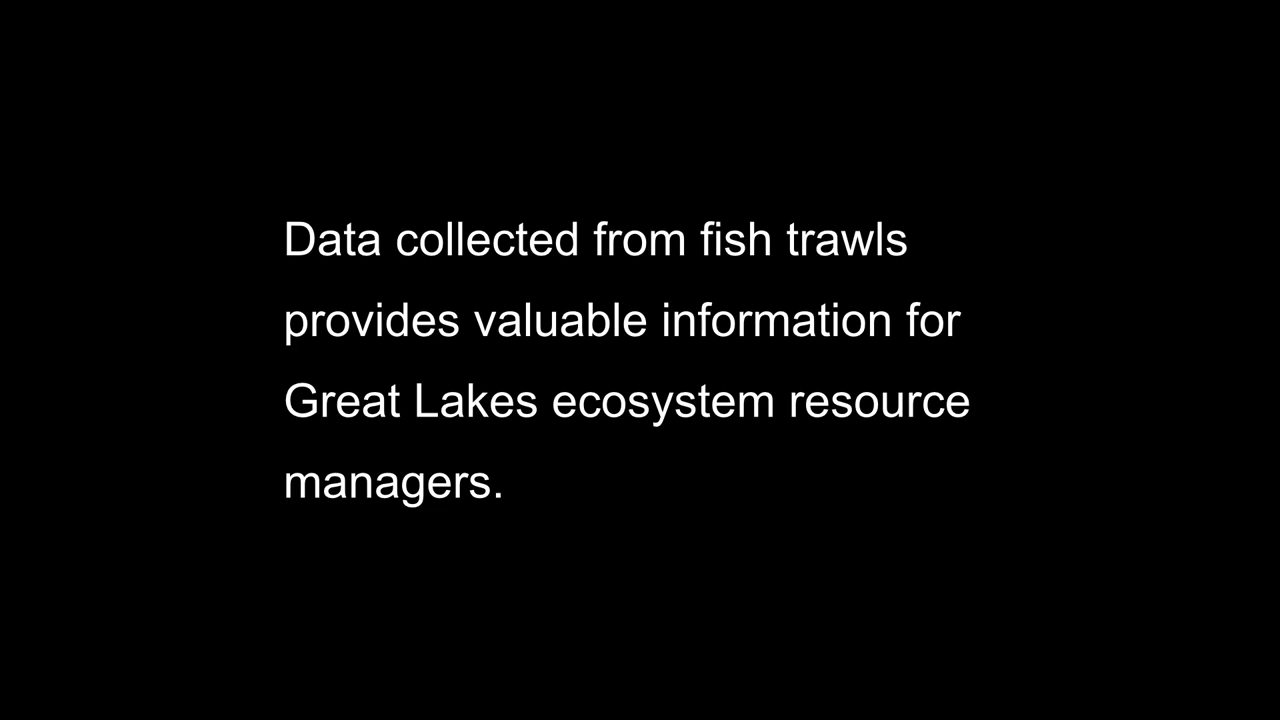 Data collected from fish trawls
provides valuable information for
Great Lakes ecosystem resource
managers.